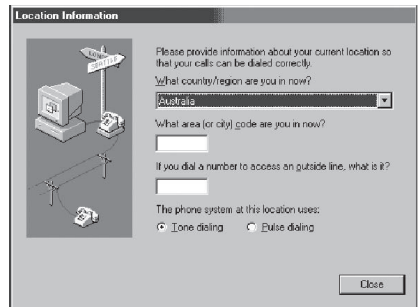 Location Information
Please provide information about your current location so
that your calls can be dialed correctly.
What country/region are you in now?
Australia
What area (or city) code are you in now?
If you dial a number to access an outside line, what is it?
The phone system at this location uses:
Tone dialing Pulse dialing
Close